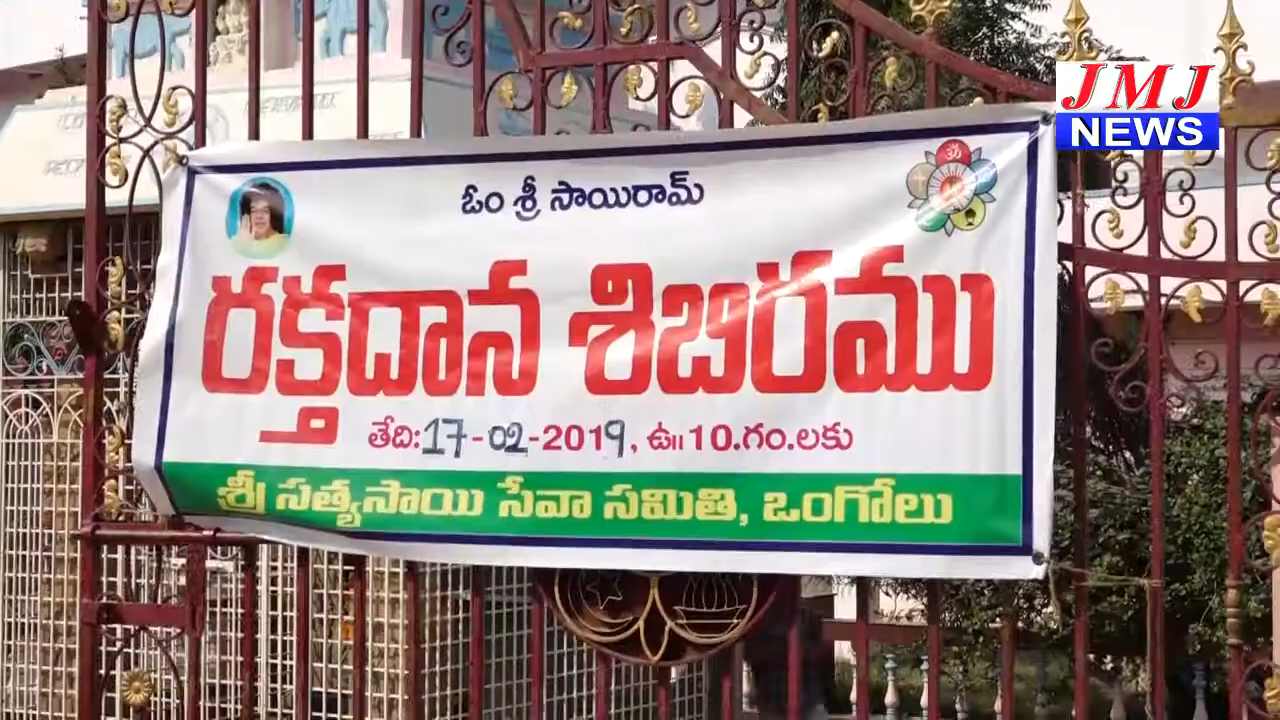 JMJ
NEWS
ఓం శ్రీ సాయిరామ్
రక్తదాన శిబిరము
తేది:17-02-2019, ఉ॥ 10.గం.లకు
శ్రీ సత్యసాయి సేవా సమితి, ఒంగోలు